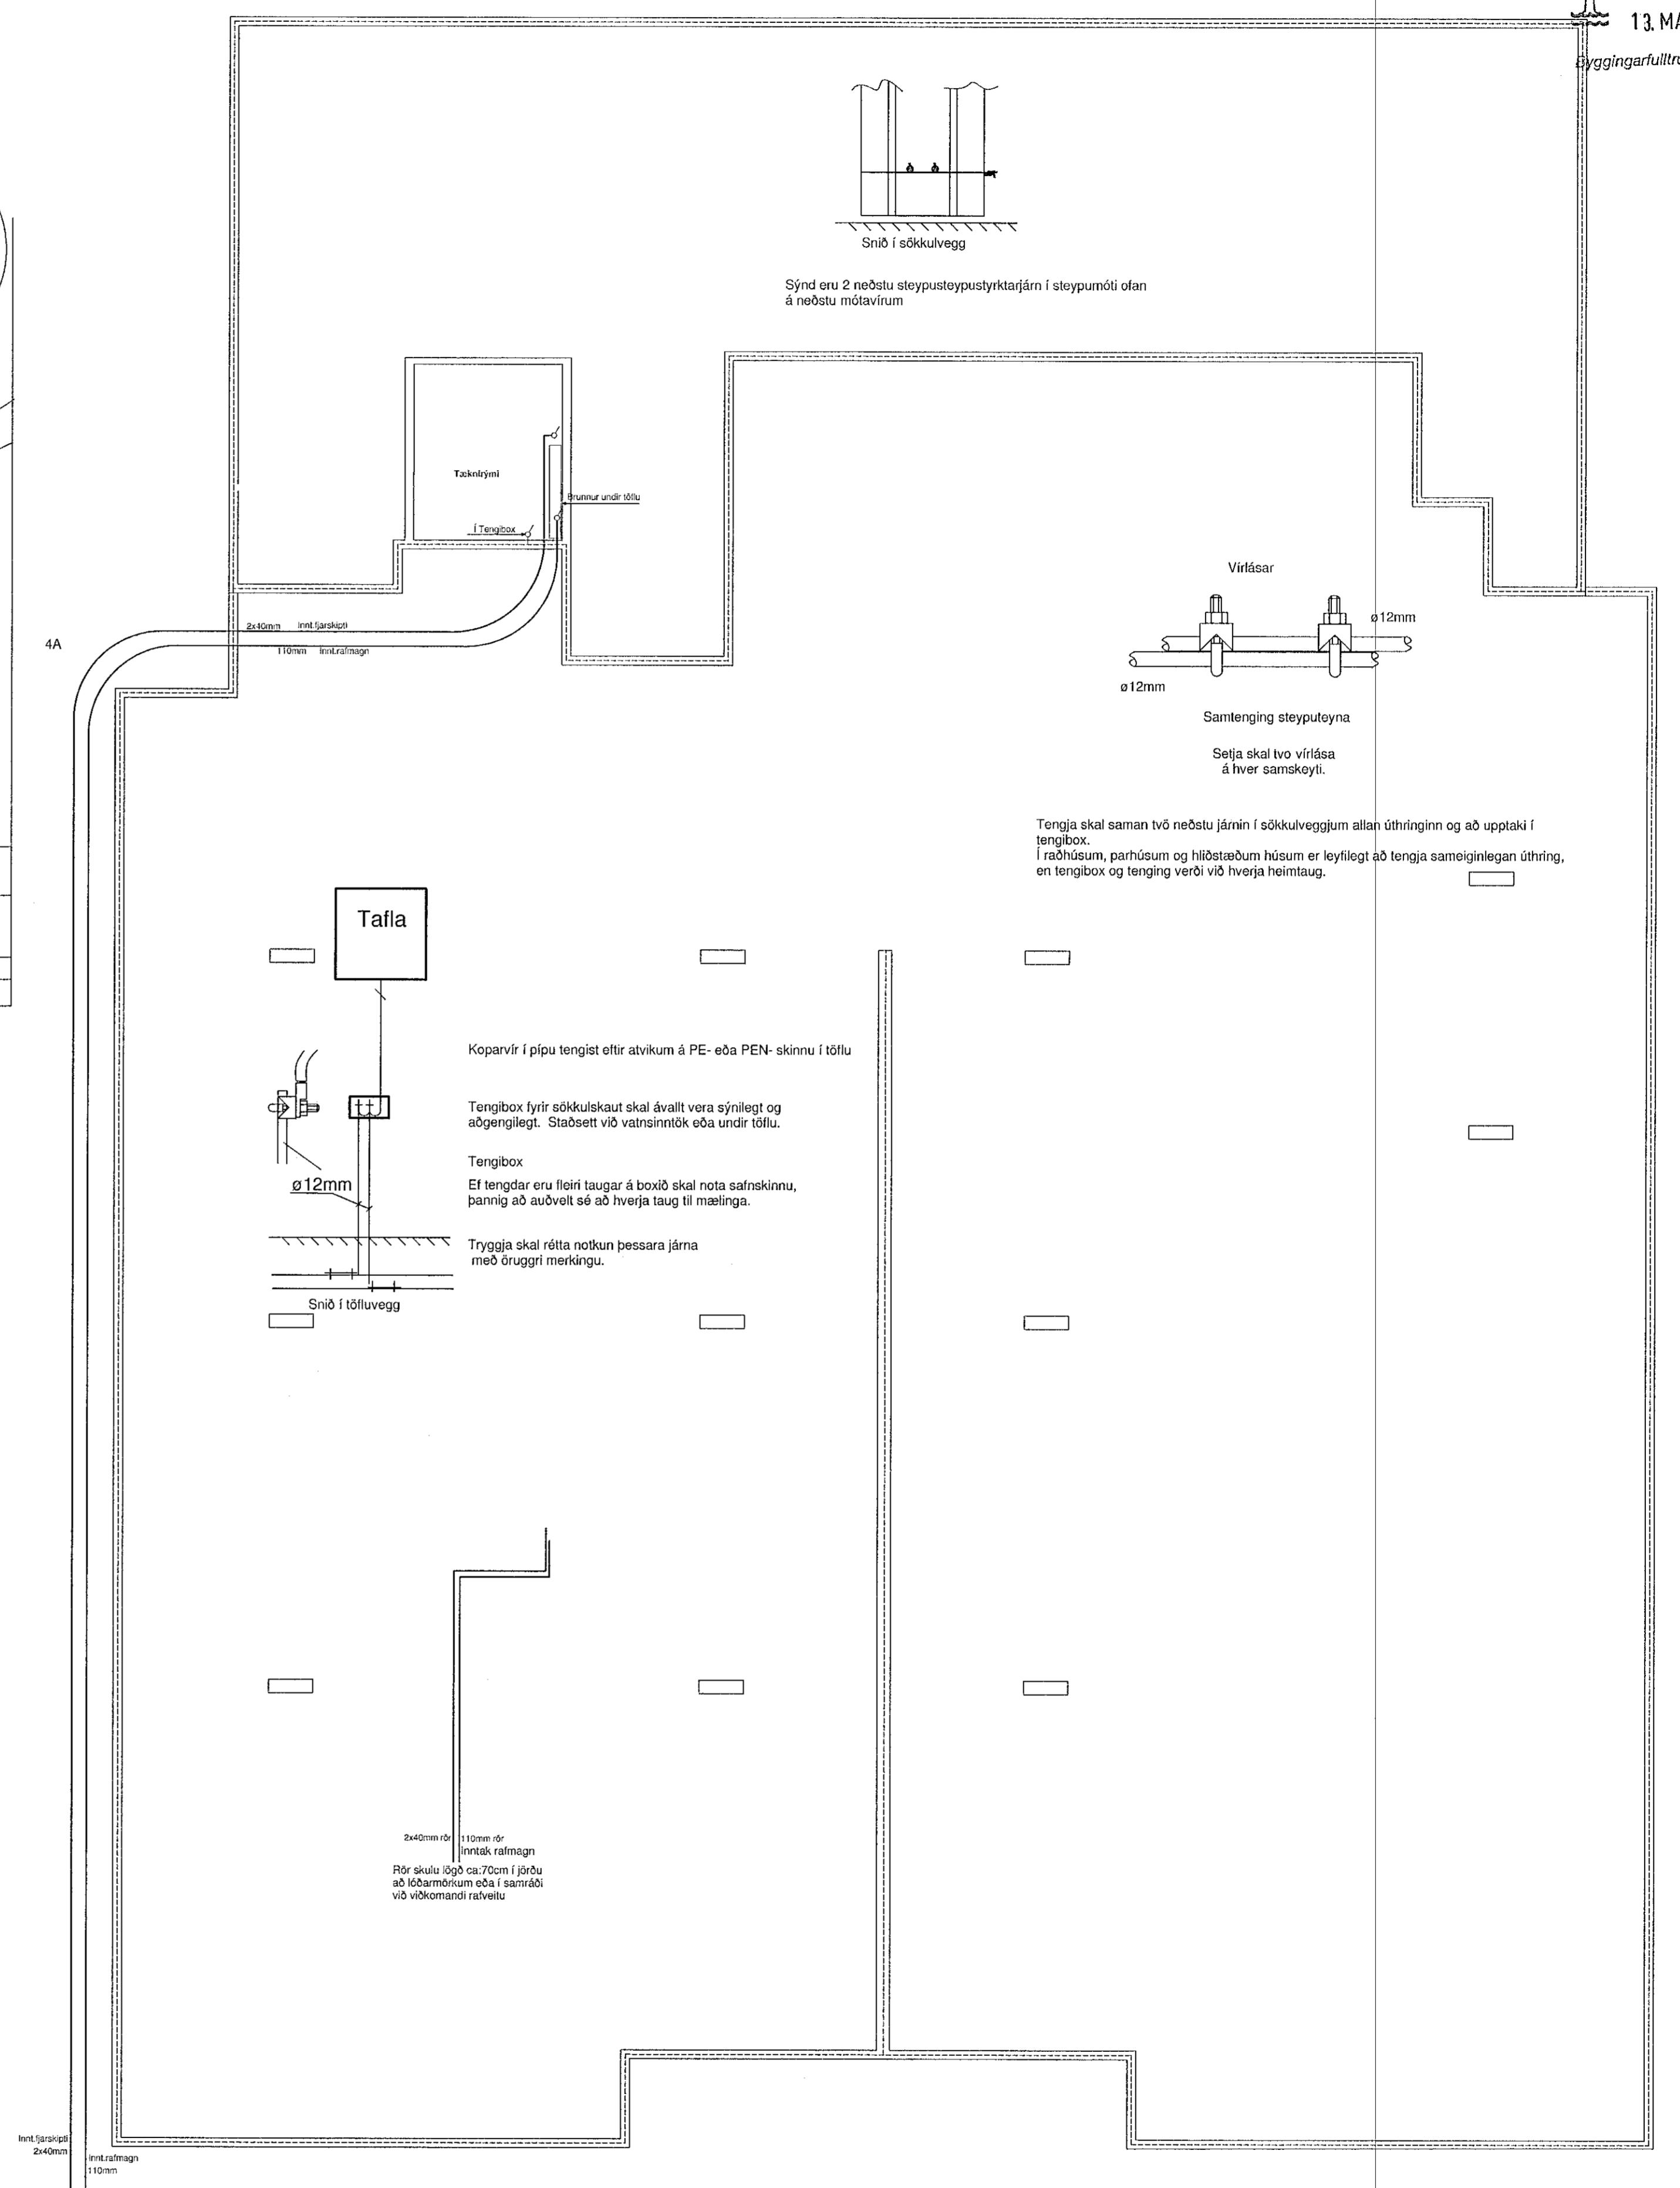 13. MA
Byggingarfulltrú
Snið í sökkulvegg
Sýnd eru 2 neðstu steypusteypustyrktarjárn í steypumóti ofan
á neðstu mótavírum
Tæknirými
Brunnur undir töflu
Í Tengibox
Vírlásar
ø12mm
ø12mm
2x40mm Innt.fjarskipti
110mm Innt.rafmagn
4A
Samtenging steyputeyna
Setja skal tvo vírlása
á hver samskeyti.
Tengja skal saman tvö neðstu járnin í sökkulveggjum allan úthringinn og að upptaki í
tengibox.
Í raðhúsum, parhúsum og hliðstæðum húsum er leyfilegt að tengja sameiginlegan úthring,
en tengibox og tenging verði við hverja heimtaug.
Tafla
Koparvír í pípu tengist eftir atvikum á PE- eða PEN- skinnu í töflu
Tengibox fyrir sökkulskaut skal ávallt vera sýnilegt og
aðgengilegt. Staðsett við vatnsinntök eða undir töflu.
Tengibox
Ef tengdar eru fleiri taugar á boxið skal nota safnskinnu,
þannig að auðvelt sé að hverja taug til mælinga.
ø12mm
Tryggja skal rétta notkun þessara járna
með öruggri merkingu.
Snið í töfluvegg
2x40mm rör
110mm rör
Inntak rafmagn
Rör skulu lögð ca:70cm í jörðu
að lóðarmörkum eða í samráði
við viðkomandi rafveitu
Innt.fjarskipti
2x40mm
Innt.rafmagn
110mm